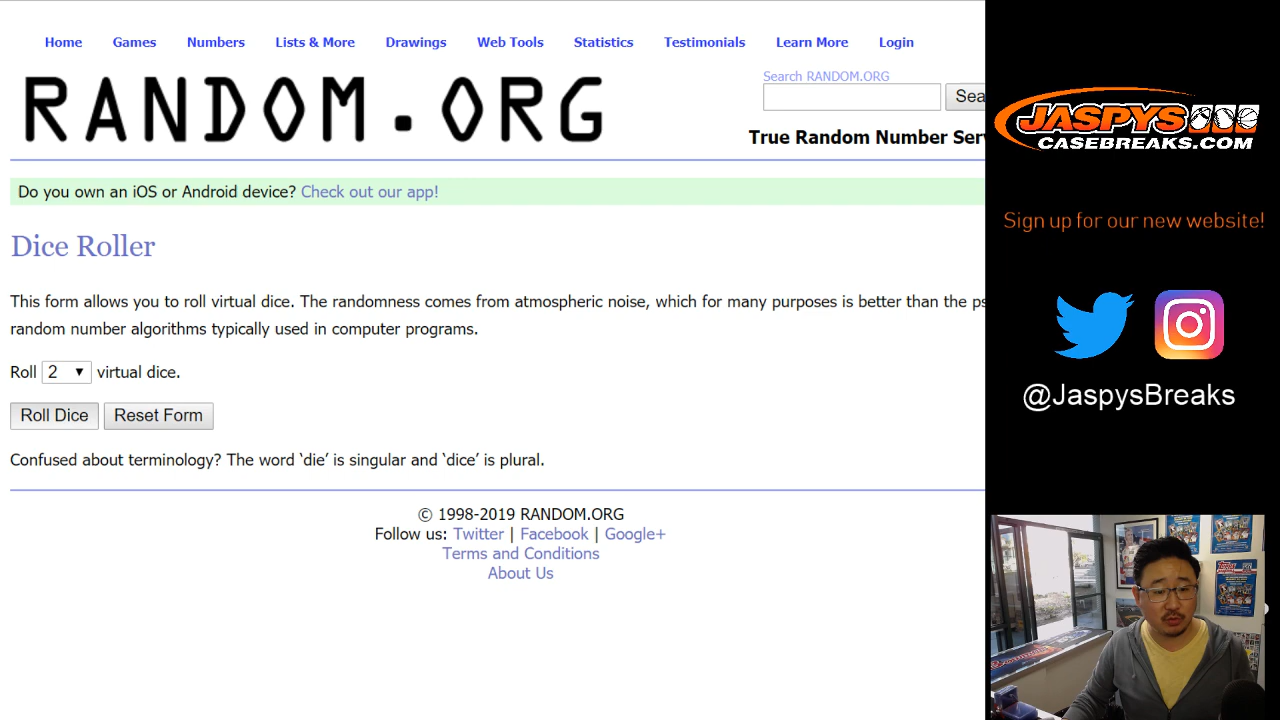 Home Games Numbers Lists & More Drawings Web Tools Statistics Testimonials Learn More Login
RANDOM.ORG
Search RANDOM.ORG
Sea
True Random Number Serv
Do you own an iOS or Android device? Check out our app!
Dice Roller
This form allows you to roll virtual dice. The randomness comes from atmospheric noise, which for many purposes is better than the ps
random number algorithms typically used in computer programs.
Roll 2 virtual dice.
Roll Dice Reset Form
Confused about terminology? The word ‘die’ is singular and ‘dice’ is plural.
© 1998-2019 RANDOM.ORG
Follow us: Twitter | Facebook | Google+
Terms and Conditions
About Us
JASPYS
CASEBREAKS.COM
Sign up for our new website!
@JaspysBreaks